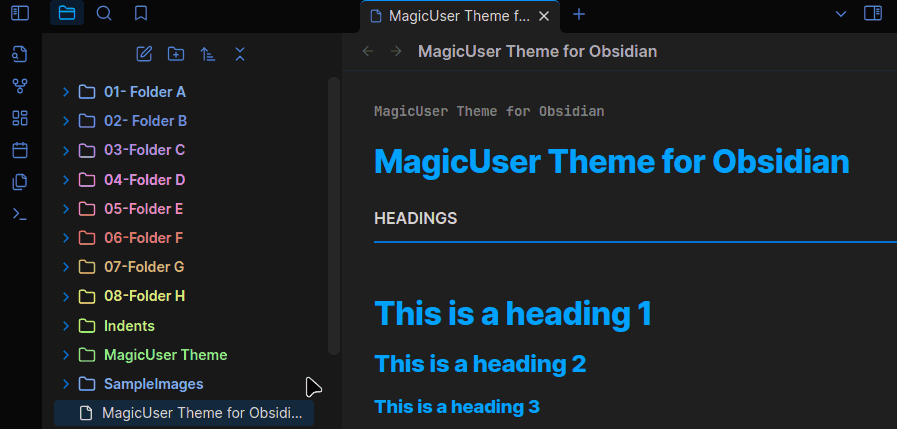 MagicUser Theme f...
MagicUser Theme for Obsidian
01- Folder A
02- Folder B
03-Folder C
04-Folder D
05-Folder E
06-Folder F
07-Folder G
08-Folder H
Indents
MagicUser Theme
SampleImages
MagicUser Theme for Obsidi...
MagicUser Theme for Obsidian
MagicUser Theme for Obsidian
HEADINGS
This is a heading 1
This is a heading 2
This is a heading 3